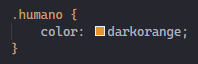 .humano {
    color: darkorange;
}